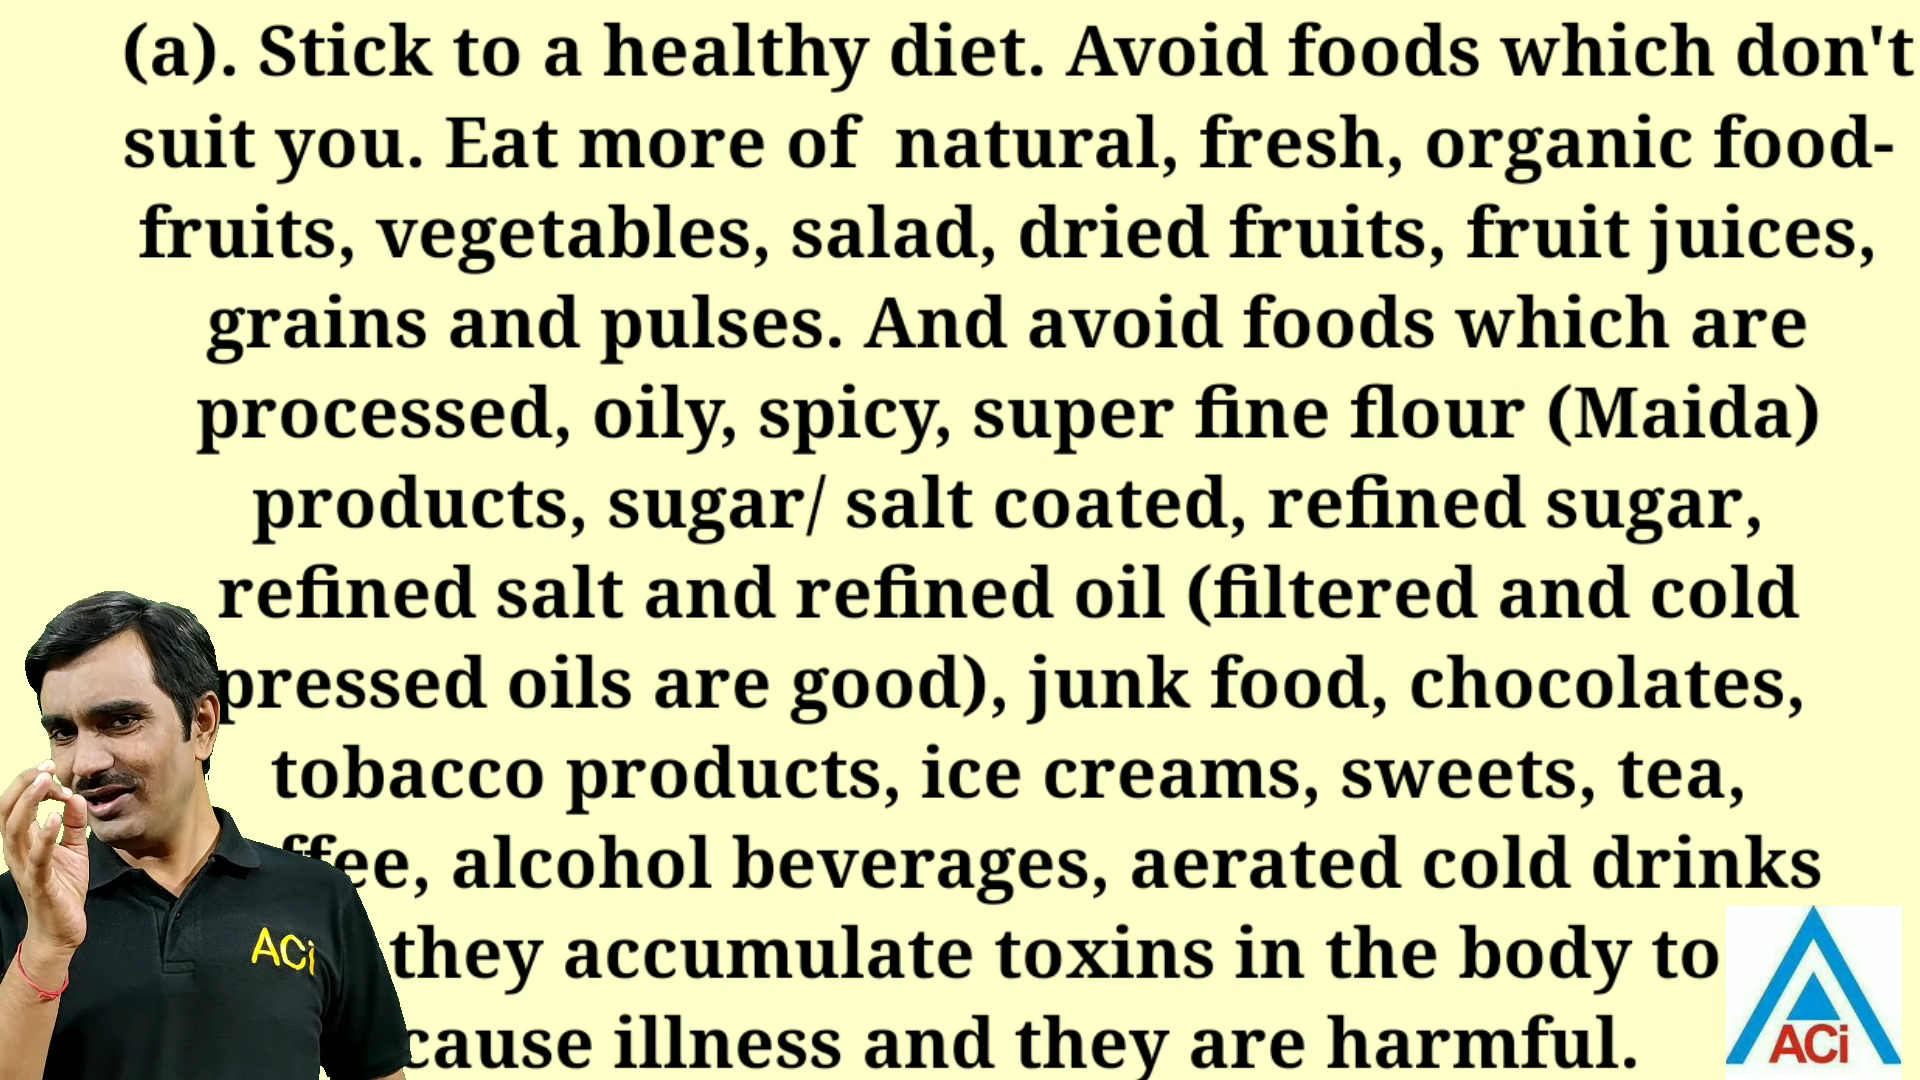 (a). Stick to a healthy diet. Avoid foods which don't
suit you. Eat more of natural, fresh, organic food-
fruits, vegetables, salad, dried fruits, fruit juices,
grains and pulses. And avoid foods which are
processed, oily, spicy, super fine flour (Maida)
products, sugar/ salt coated, refined sugar,
refined salt and refined oil (filtered and cold
pressed oils are good), junk food, chocolates,
tobacco products, ice creams, sweets, tea,
alcohol beverages, aerated cold drinks
they accumulate toxins in the body to
cause illness and they are harmful.
ACi
ACi